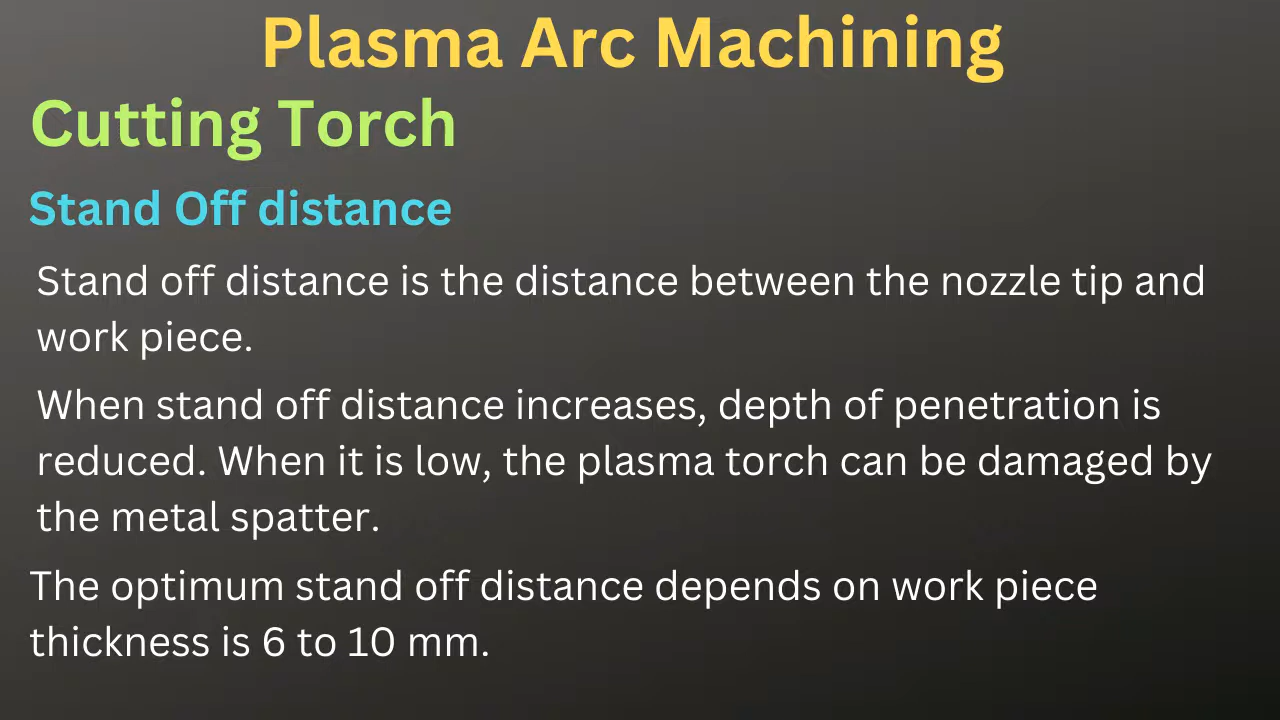 Plasma Arc Machining
Cutting Torch
Stand Off distance
Stand off distance is the distance between the nozzle tip and
work piece.
When stand off distance increases, depth of penetration is
reduced. When it is low, the plasma torch can be damaged by
the metal spatter.
The optimum stand off distance depends on work piece
thickness is 6 to 10 mm.